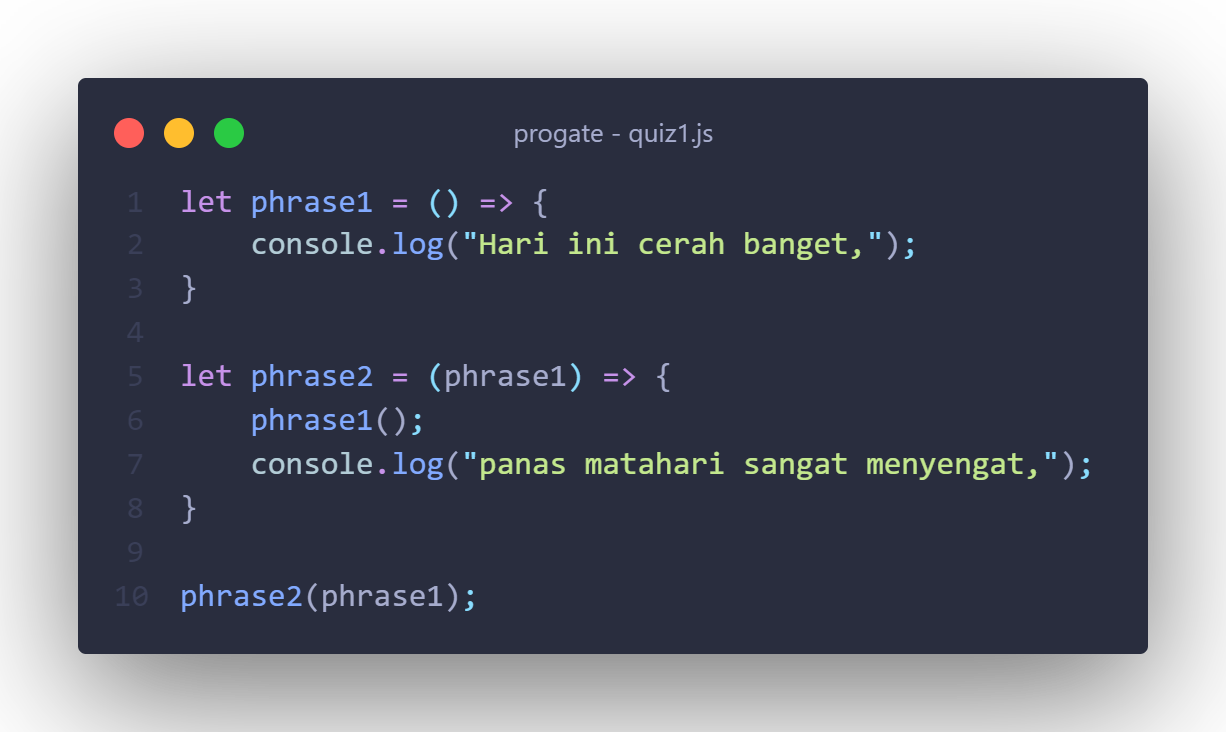 progate - quiz1.js
1 let phrase1 = () => {
2     console.log("Hari ini cerah banget,");
3 }
4
5 let phrase2 = (phrase1) => {
6     phrase1();
7     console.log("panas matahari sangat menyengat,");
8 }
9
10 phrase2(phrase1);